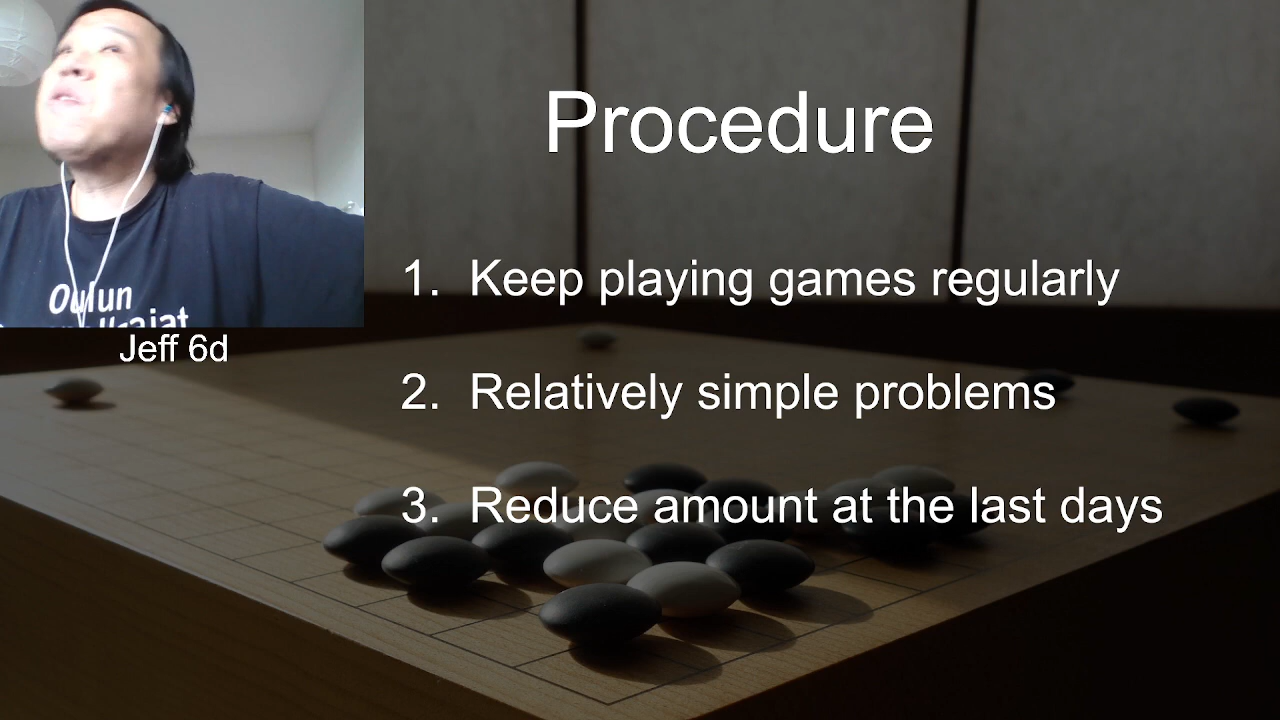 Procedure
Oulun
Jeff 6d
1. Keep playing games regularly
2. Relatively simple problems
3. Reduce amount at the last days